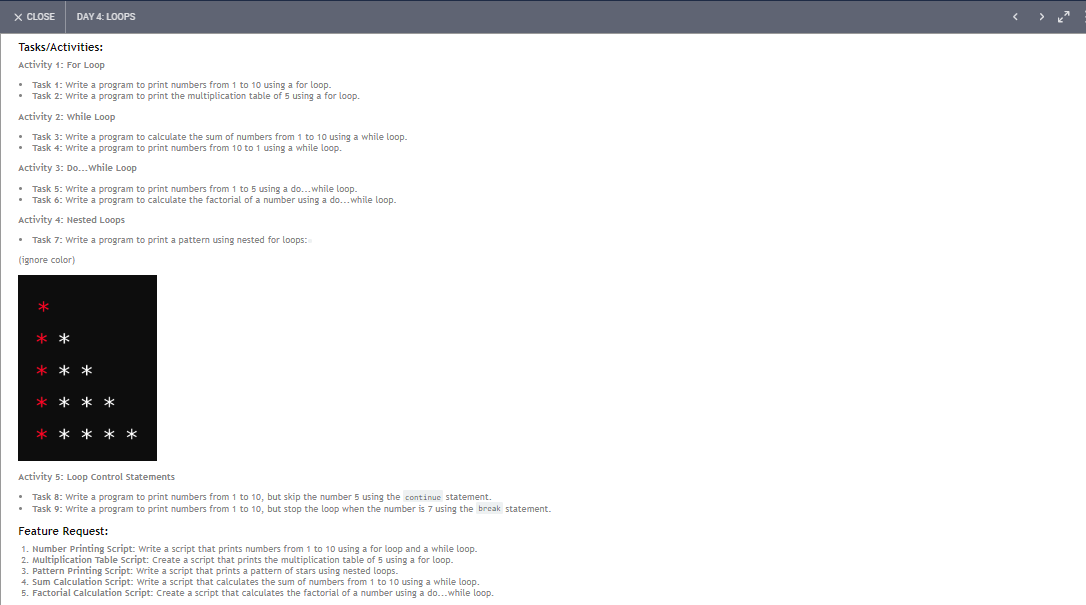 CLOSE DAY 4: LOOPS
Tasks/Activities:
Activity 1: For Loop
• Task 1: Write a program to print numbers from 1 to 10 using a for loop.
• Task 2: Write a program to print the multiplication table of 5 using a for loop.
Activity 2: While Loop
• Task 3: Write a program to calculate the sum of numbers from 1 to 10 using a while loop.
• Task 4: Write a program to print numbers from 10 to 1 using a while loop.
Activity 3: Do...While Loop
• Task 5: Write a program to print numbers from 1 to 5 using a do...while loop.
• Task 6: Write a program to calculate the factorial of a number using a do...while loop.
Activity 4: Nested Loops
• Task 7: Write a program to print a pattern using nested for loops:
(ignore color)
*
* *
* * *
* * * *
* * * * *
Activity 5: Loop Control Statements
• Task 8: Write a program to print numbers from 1 to 10, but skip the number 5 using the continue statement.
• Task 9: Write a program to print numbers from 1 to 10, but stop the loop when the number is 7 using the break statement.
Feature Request:
1. Number Printing Script: Write a script that prints numbers from 1 to 10 using a for loop and a while loop.
2. Multiplication Table Script: Create a script that prints the multiplication table of 5 using a for loop.
3. Pattern Printing Script: Write a script that prints a pattern of stars using nested loops.
4. Sum Calculation Script: Write a script that calculates the sum of numbers from 1 to 10 using a while loop.
5. Factorial Calculation Script: Create a script that calculates the factorial of a number using a do...while loop.